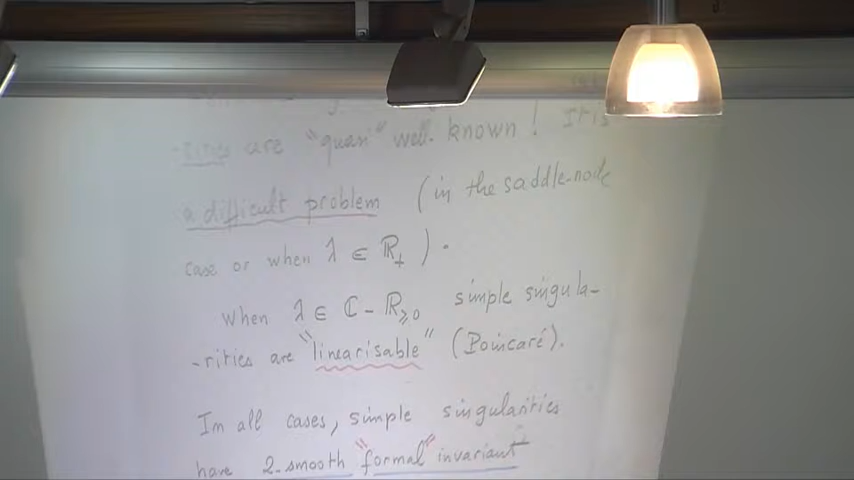 -rities are "quasi" well-known! It is
a difficult problem (in the saddle-node
case or when λ ∈ ℝ₊).
when λ ∈ ℂ - ℝ≥0 simple singula-
-rities are "linearisable" (Poincaré).
In all cases, simple singularities
have 2-smooth "formal" invariant